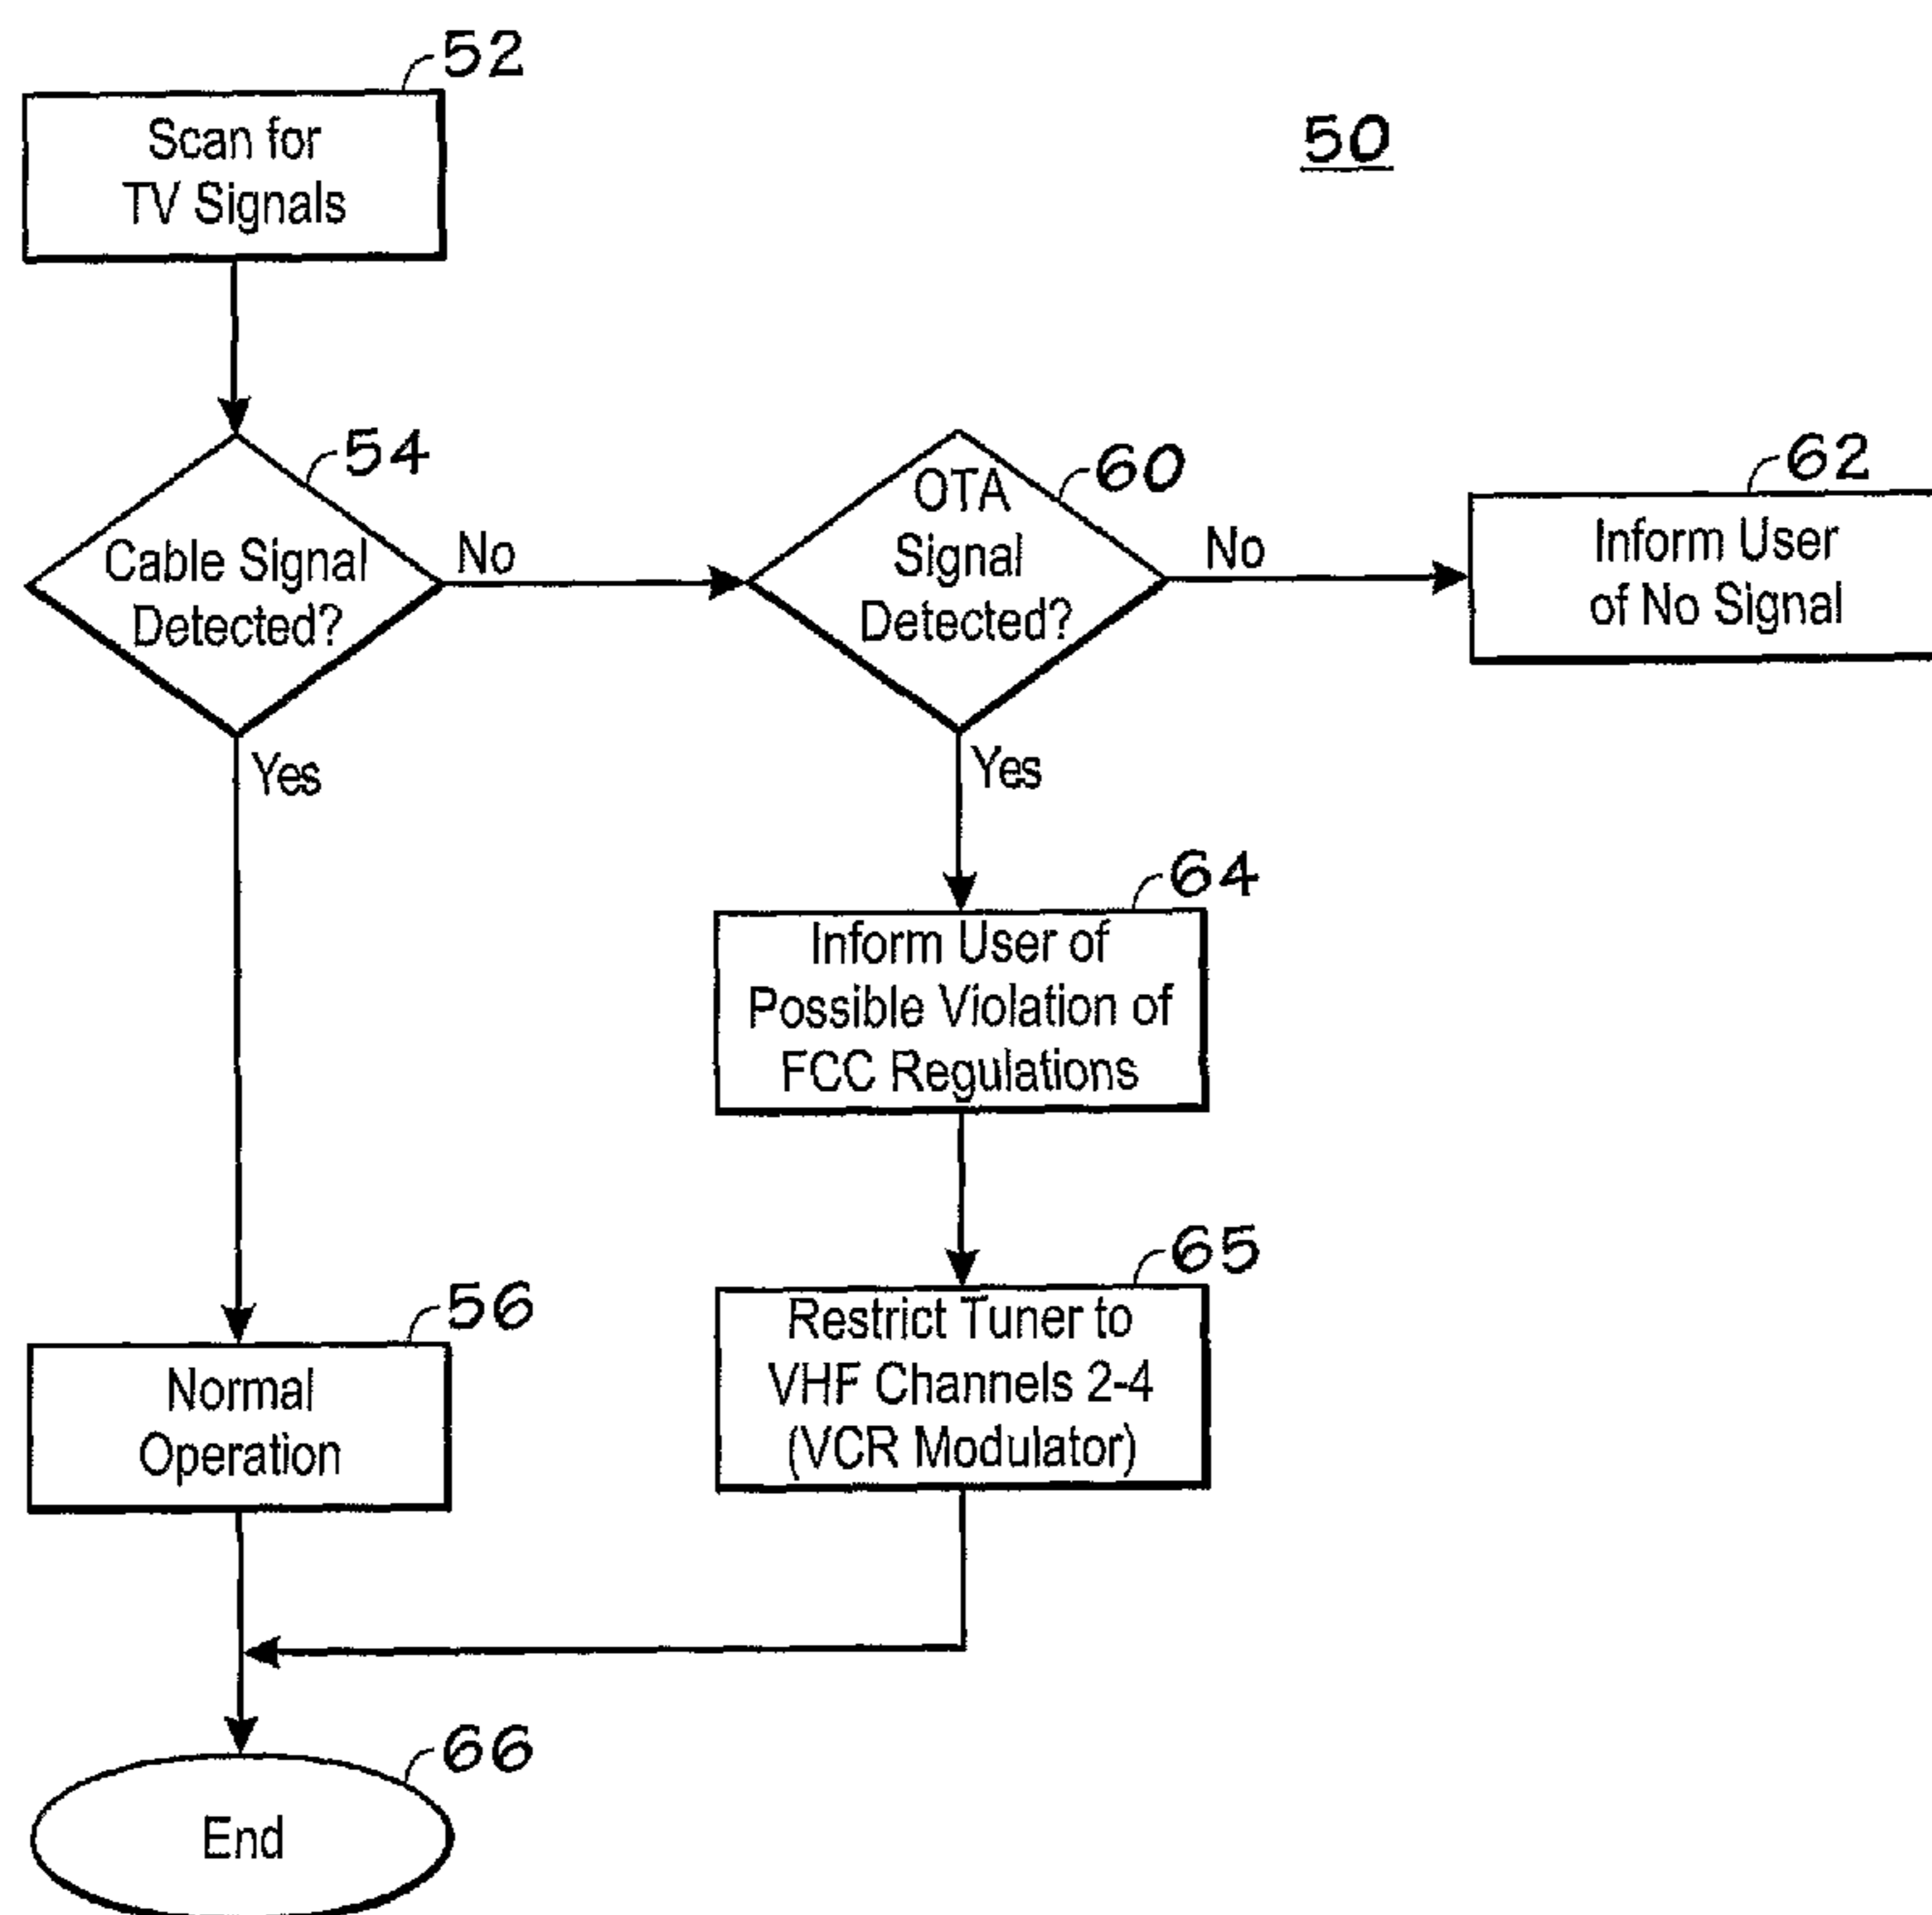 52
Scan for
TV Signals
50
54
Cable Signal
Detected?
No
Yes
60
OTA
Signal
Detected?
No
Yes
62
Inform User
of No Signal
64
Inform User of
Possible Violation of
FCC Regulations
65
Restrict Tuner to
VHF Channels 2-4
(VCR Modulator)
56
Normal
Operation
66
End